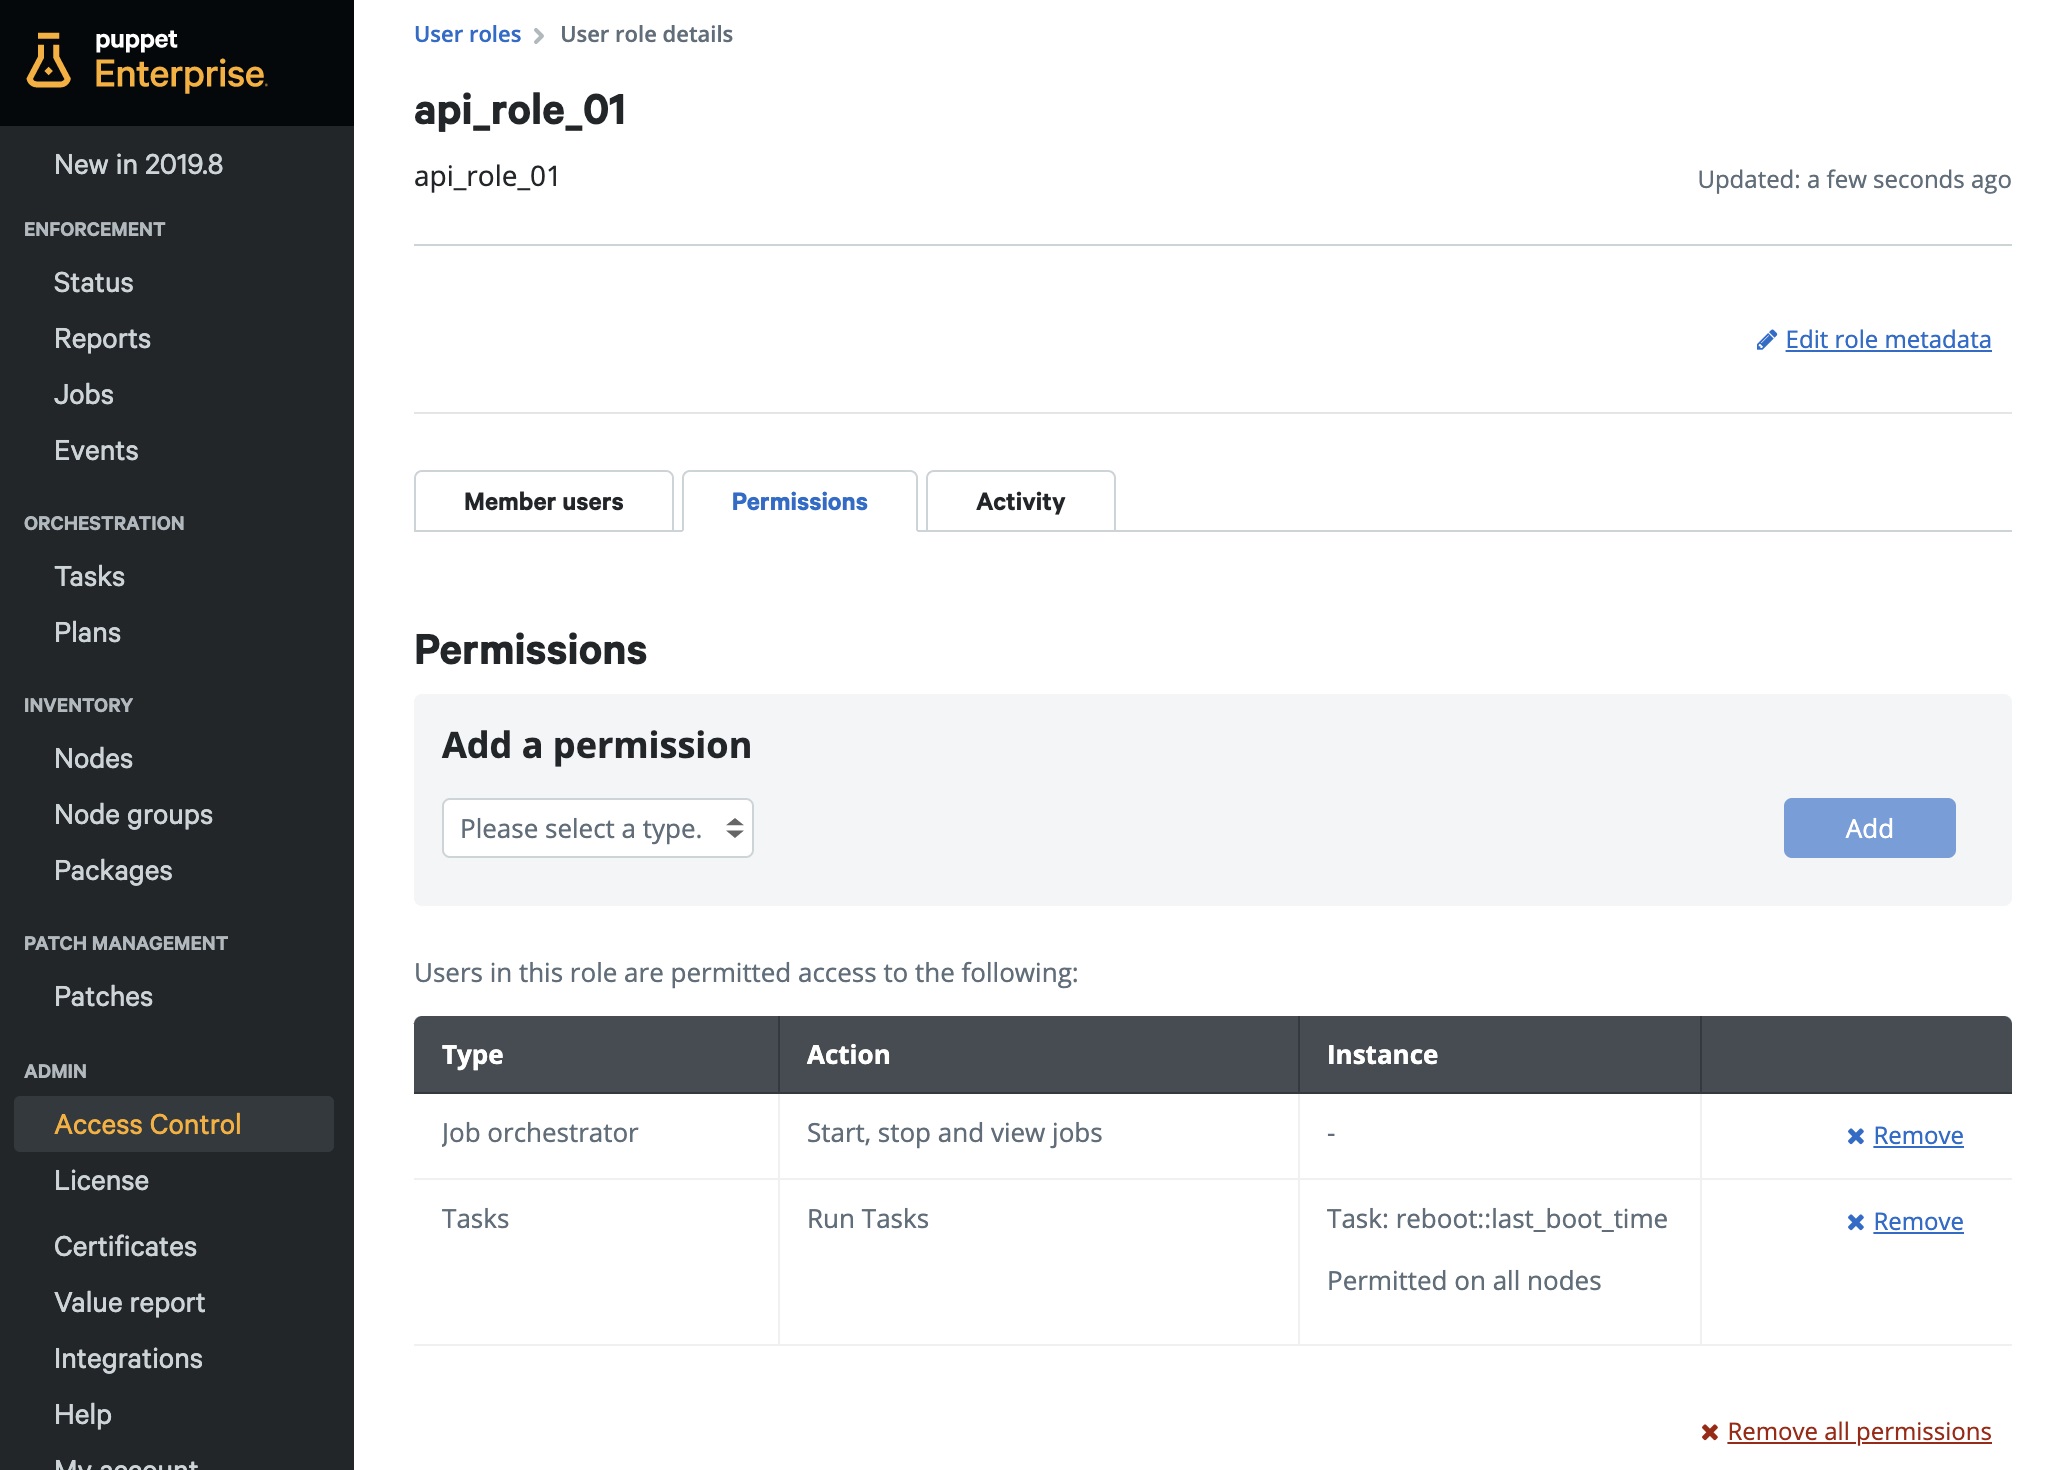 puppet
Enterprise
New in 2019.8
ENFORCEMENT
Status
Reports
Jobs
Events
ORCHESTRATION
Tasks
Plans
INVENTORY
Nodes
Node groups
Packages
PATCH MANAGEMENT
Patches
ADMIN
Access Control
License
Certificates
Value report
Integrations
Help
My account
User roles User role details
api_role_01
api_role_01
Updated: a few seconds ago
Edit role metadata
Member users Permissions Activity
Permissions
Add a permission
Please select a type. Add
Users in this role are permitted access to the following:
Type Action Instance
Job orchestrator Start, stop and view jobs - Remove
Tasks Run Tasks Task: reboot::last_boot_time Remove
Permitted on all nodes
Remove all permissions